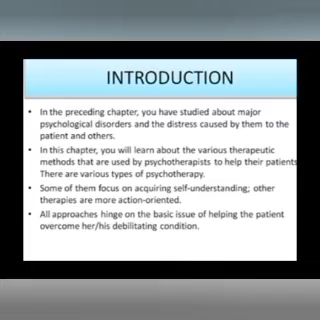 INTRODUCTION
• In the preceding chapter, you have studied about major
psychological disorders and the distress caused by them to the
patient and others.
• In this chapter, you will learn about the various therapeutic
methods that are used by psychotherapists to help their patients
There are various types of psychotherapy.
• Some of them focus on acquiring self-understanding; other
therapies are more action-oriented.
• All approaches hinge on the basic issue of helping the patient
overcome her/his debilitating condition.